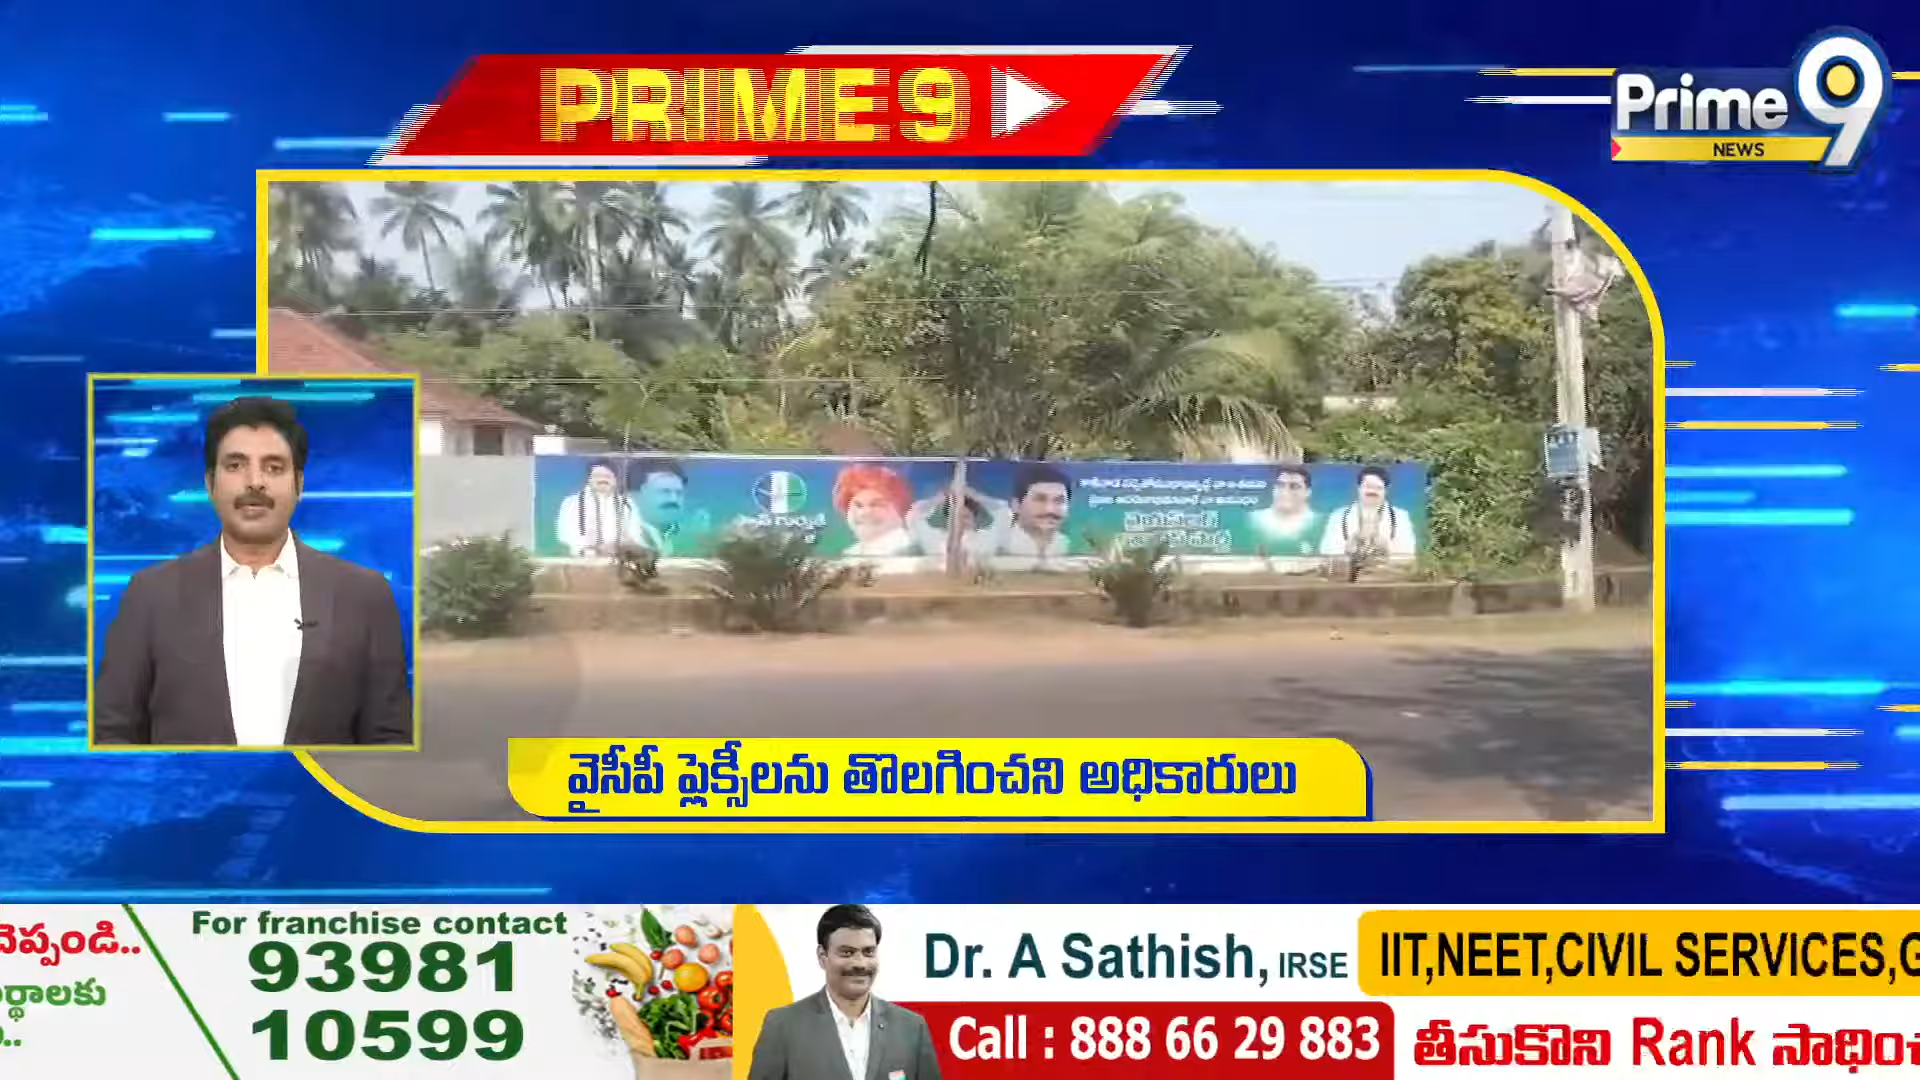 PRIME9
Prime9
NEWS
వైసీపీ ఫ్లెక్సీలను తొలగించని అధికారులు
For franchise contact
93981
10599
Dr. A Sathish, IRSE
Call : 888 66 29 883
IIT,NEET,CIVIL SERVICES,G
తీసుకొని Rank సాధించ
చెప్పండి..